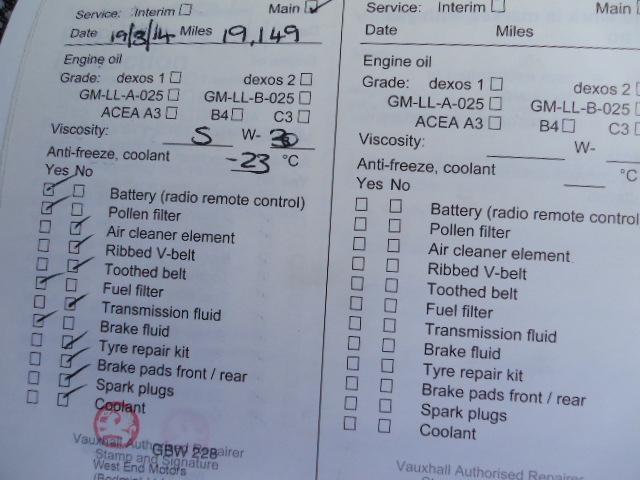 Service: Interim Main
Date 19/3/14 Miles 19,149
Engine oil
Grade: dexos 1 dexos 2
GM-LL-A-025 GM-LL-B-025
ACEA A3 B4 C3
Viscosity: 5 W- 30
Anti-freeze, coolant -23 °C
Yes No
Battery (radio remote control)
Pollen filter
Air cleaner element
Ribbed V-belt
Toothed belt
Fuel filter
Transmission fluid
Brake fluid
Tyre repair kit
Brake pads front / rear
Spark plugs
Coolant
Vauxhall Authorised Repairer
GBW 228
Stamp and Signature
West End Motors
Service: Interim Main
Date Miles
Engine oil
Grade: dexos 1 dexos 2
GM-LL-A-025 GM-LL-B-025
ACEA A3 B4 C3
Viscosity: W-
Anti-freeze, coolant °C
Yes No
Battery (radio remote control
Pollen filter
Air cleaner element
Ribbed V-belt
Toothed belt
Fuel filter
Transmission fluid
Brake fluid
Tyre repair kit
Brake pads front / rear
Spark plugs
Coolant
Vauxhall Authorised Repairer